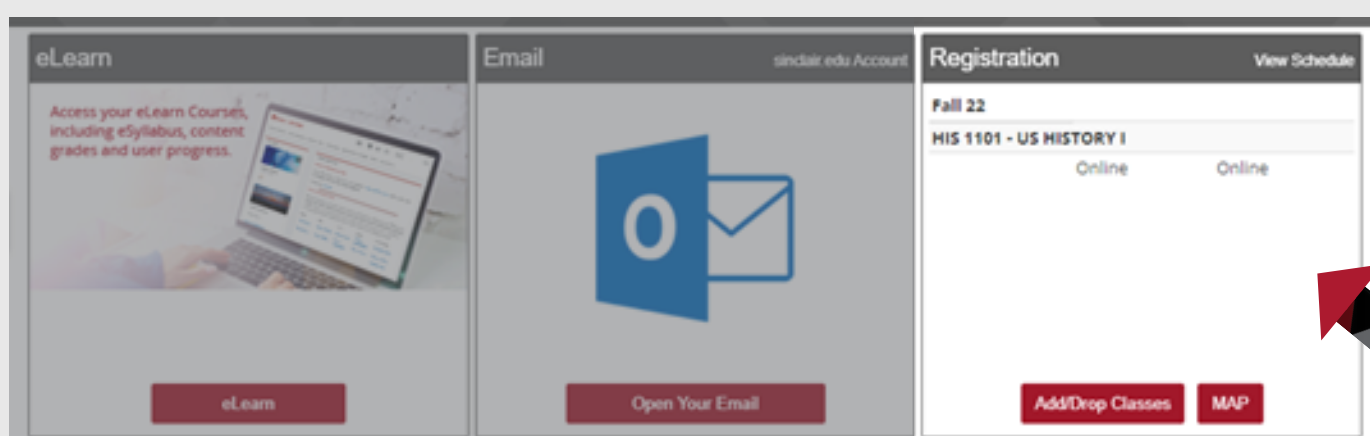 eLearn
Access your eLearn Courses,
including eSyllabus, content
grades and user progress.
eLearn
Email sinclair.edu Account
Open Your Email
Registration View Schedule
Fall 22
HIS 1101 - US HISTORY I
Online Online
Add/Drop Classes MAP